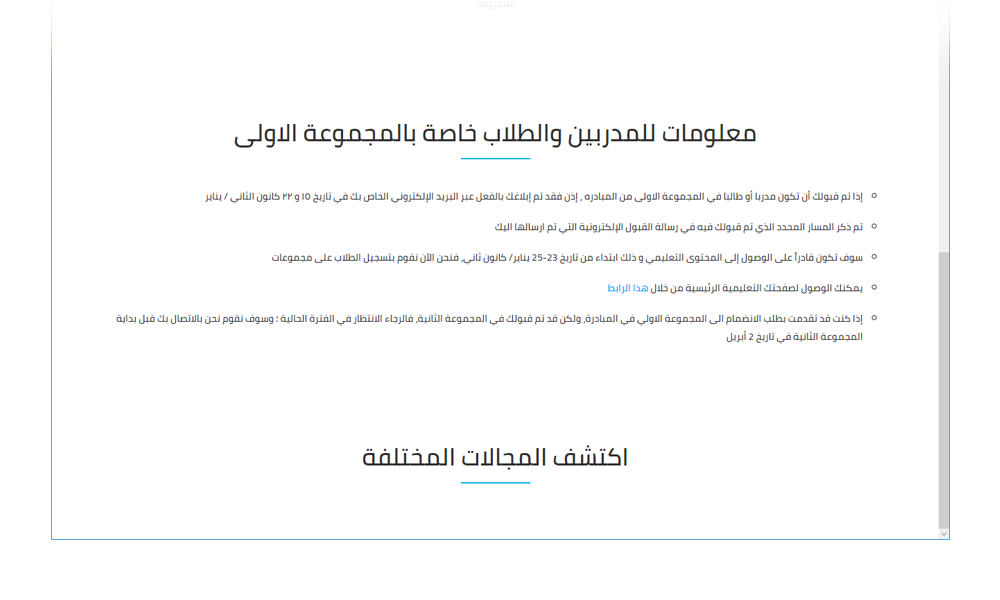 الأندرويد.
معلومات للمدربين والطلاب خاصة بالمجموعة الاولى
إذا تم قبولك أن تكون مدربا أو طالبا في المجموعة الاولى من المبادره ، إذن فقد تم إبلاغك بالفعل عبر البريد الإلكتروني الخاص بك في تاريخ ١٥ و ٢٢ كانون الثاني / يناير
تم ذكر المسار المحدد الذي تم قبولك فيه في رسالة القبول الإلكترونية التي تم ارسالها اليك
سوف تكون قادراً على الوصول إلى المحتوى التعليمي و ذلك ابتداء من تاريخ 23-25 يناير/ كانون ثاني, فنحن الآن نقوم بتسجيل الطلاب على مجموعات
يمكنك الوصول لصفحتك التعليمية الرئيسية من خلال هذا الرابط
إذا كنت قد تقدمت بطلب الانضمام الى المجموعة الاولي في المبادرة, ولكن قد تم قبولك في المجموعة الثانية, فالرجاء الانتظار في الفترة الحالية ؛ وسوف نقوم نحن بالاتصال بك قبل بداية
المجموعة الثانية في تاريخ 2 أبريل
اكتشف المجالات المختلفة